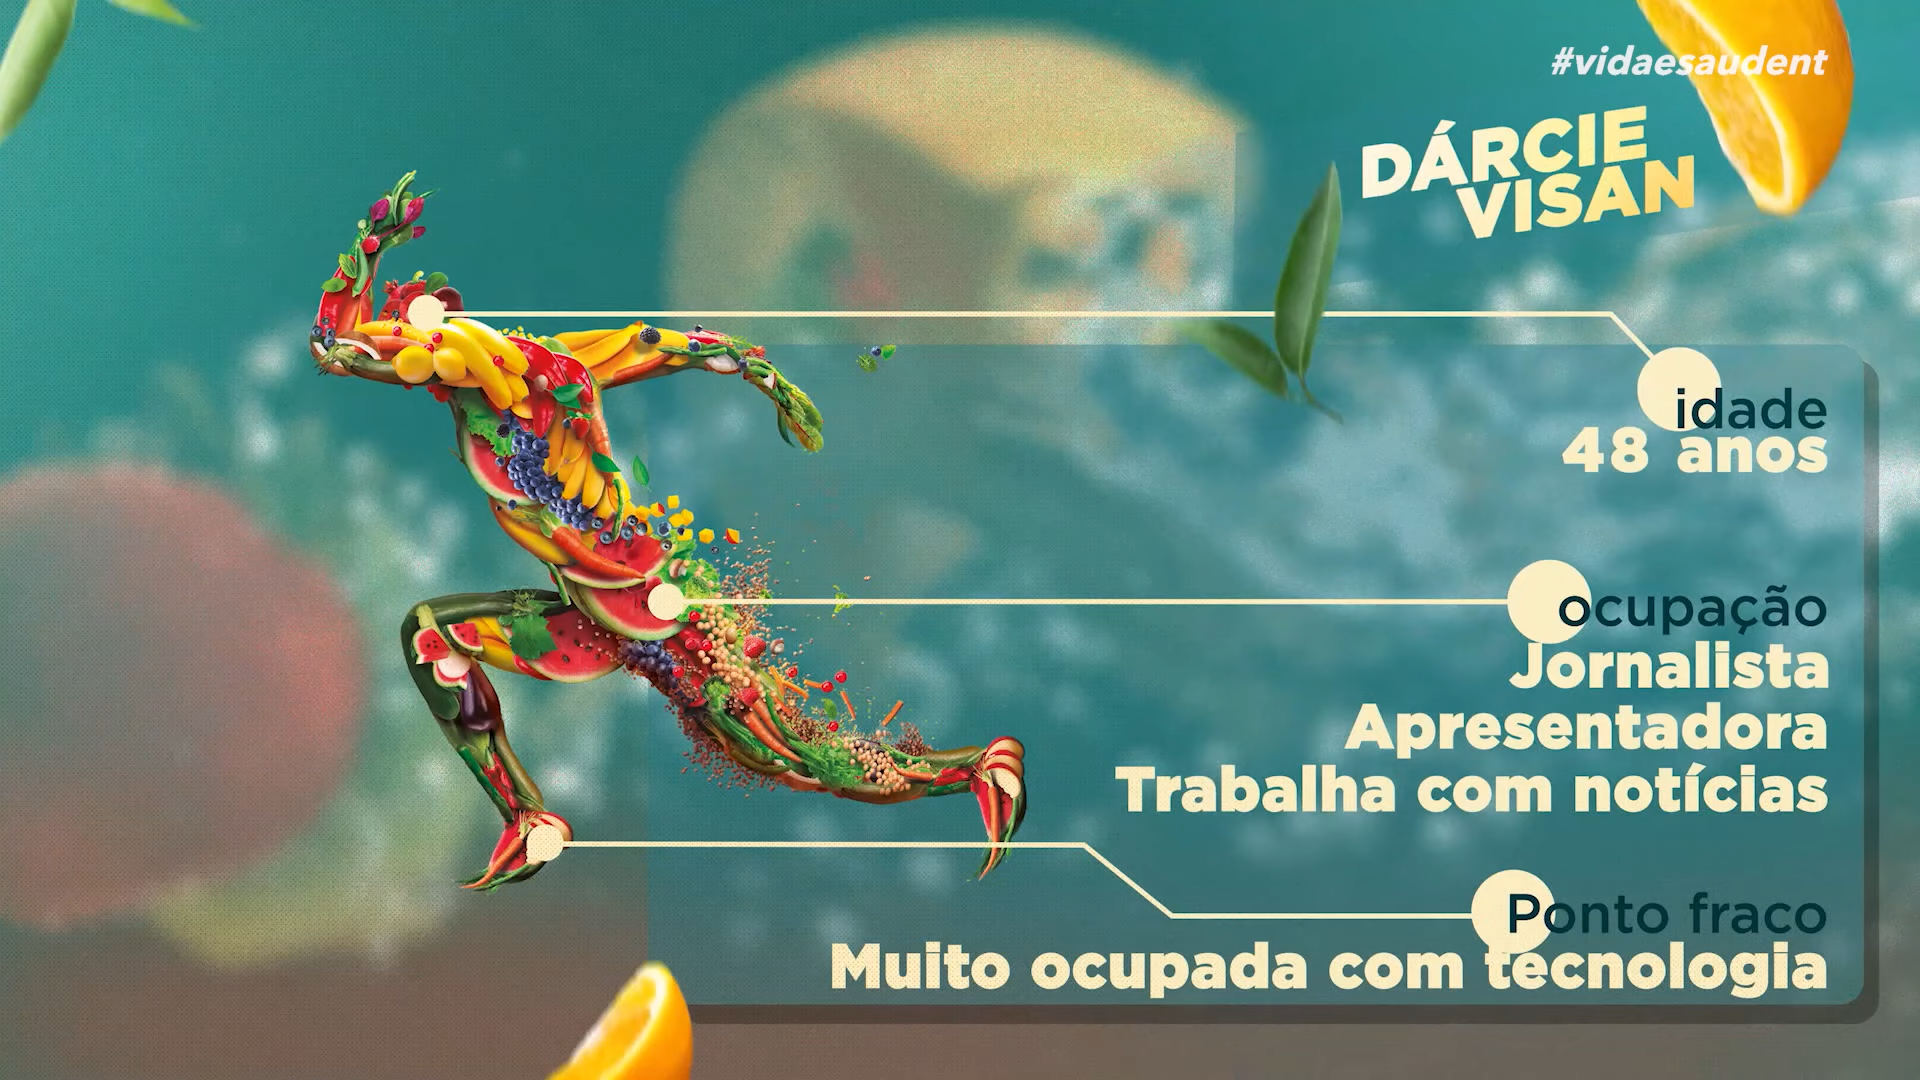 #vidaesaudent
DÁRCIE
VISAN
idade
48 anos
ocupação
Jornalista
Apresentadora
Trabalha com notícias
Ponto fraco
Muito ocupada com tecnologia